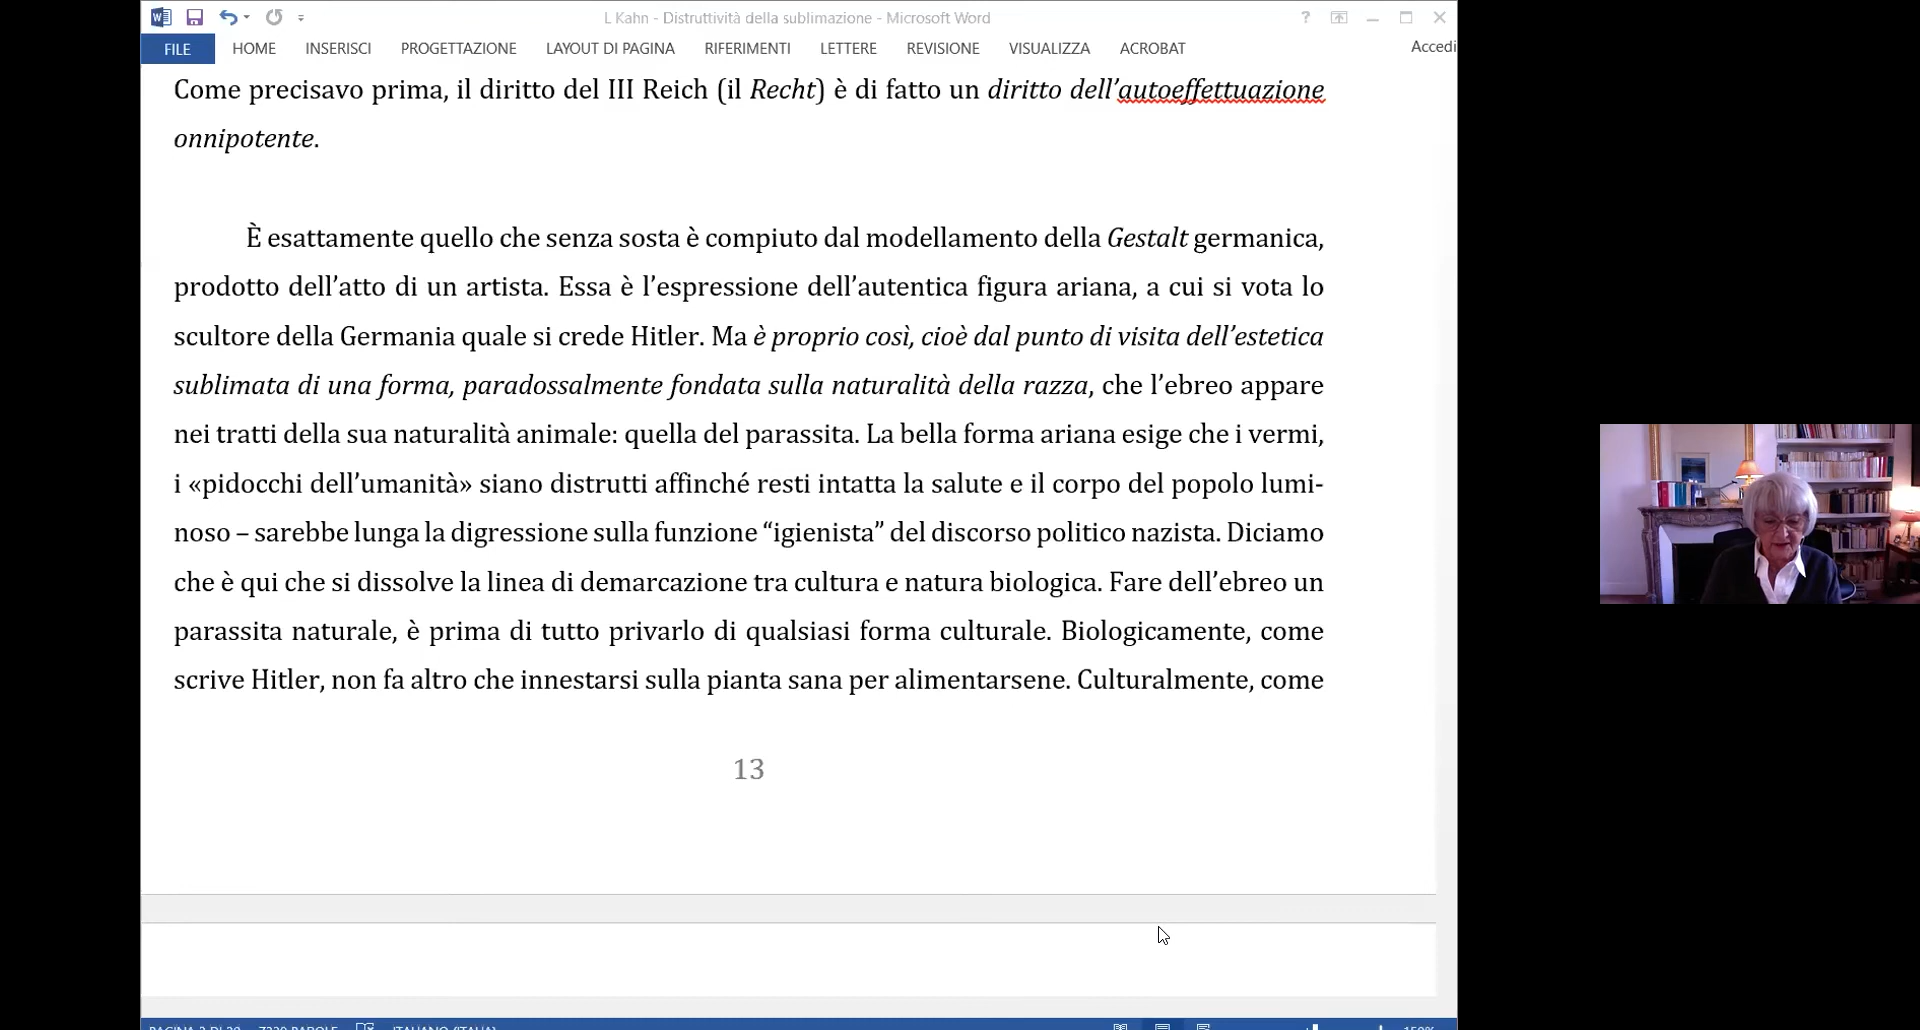 L Kahn - Distruttività della sublimazione - Microsoft Word
FILE HOME INSERISCI PROGETTAZIONE LAYOUT DI PAGINA RIFERIMENTI LETTERE REVISIONE VISUALIZZA ACROBAT Accedi
Come precisavo prima, il diritto del III Reich (il Recht) è di fatto un diritto dell’autoeffettuazione
onnipotente.
È esattamente quello che senza sosta è compiuto dal modellamento della Gestalt germanica,
prodotto dell’atto di un artista. Essa è l’espressione dell’autentica figura ariana, a cui si vota lo
scultore della Germania quale si crede Hitler. Ma è proprio così, cioè dal punto di visita dell’estetica
sublimata di una forma, paradossalmente fondata sulla naturalità della razza, che l’ebreo appare
nei tratti della sua naturalità animale: quella del parassita. La bella forma ariana esige che i vermi,
i «pidocchi dell’umanità» siano distrutti affinché resti intatta la salute e il corpo del popolo lumi-
noso – sarebbe lunga la digressione sulla funzione “igienista” del discorso politico nazista. Diciamo
che è qui che si dissolve la linea di demarcazione tra cultura e natura biologica. Fare dell’ebreo un
parassita naturale, è prima di tutto privarlo di qualsiasi forma culturale. Biologicamente, come
scrive Hitler, non fa altro che innestarsi sulla pianta sana per alimentarsene. Culturalmente, come
13
PAROLE ITALIANO (ITALIA) 150%